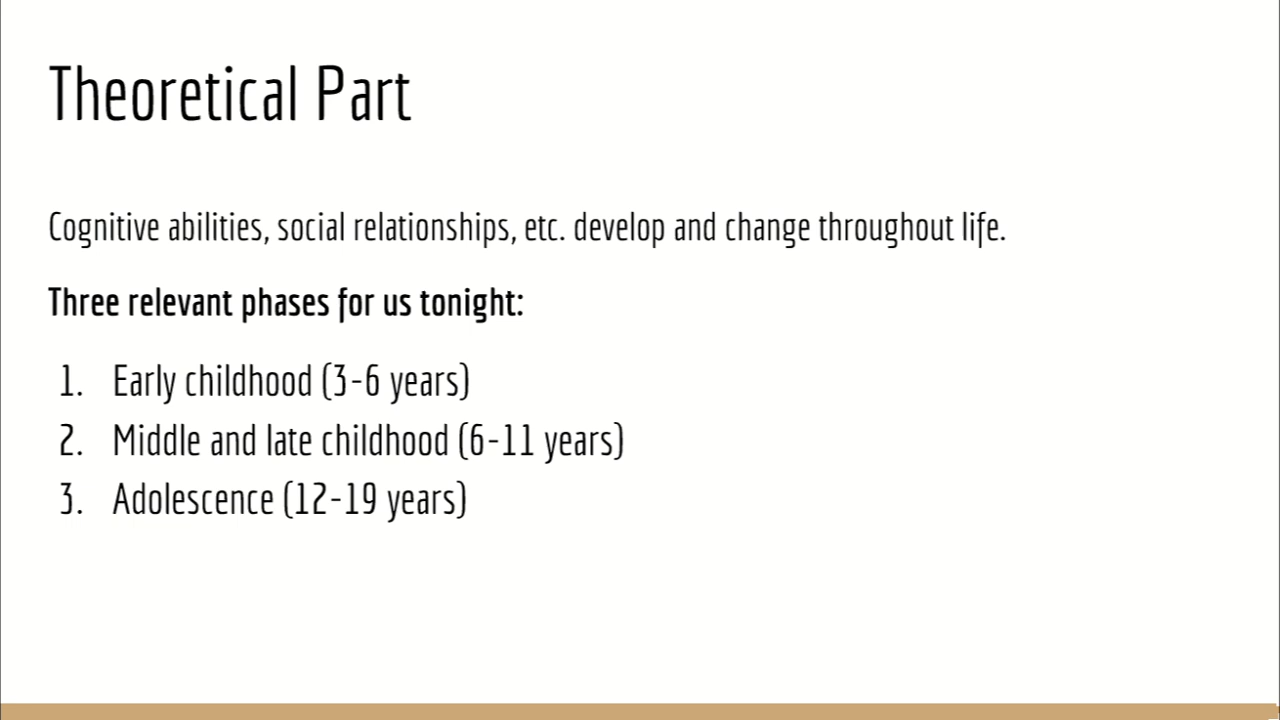 Theoretical Part
Cognitive abilities, social relationships, etc. develop and change throughout life.
Three relevant phases for us tonight:
1. Early childhood (3-6 years)
2. Middle and late childhood (6-11 years)
3. Adolescence (12-19 years)